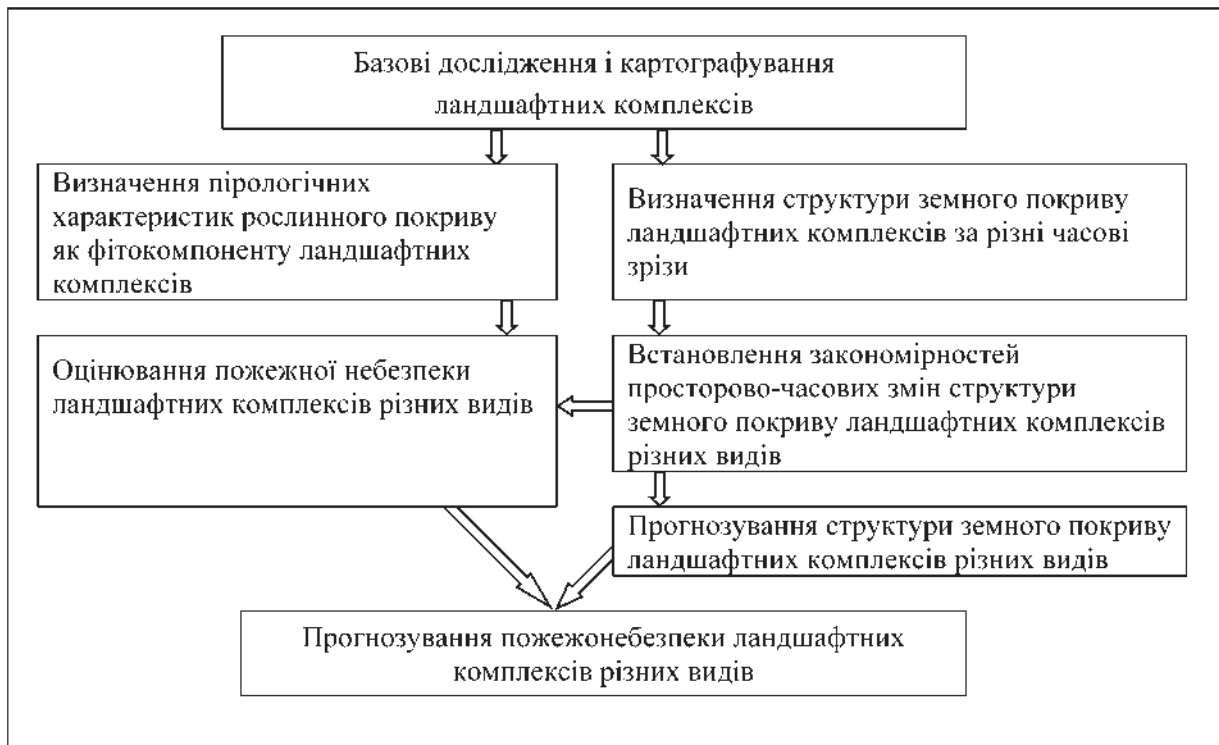 Базові дослідження і картографування
ландшафтних комплексів
Визначення пірологічних
характеристик рослинного покриву
як фітокомпоненту ландшафтних
комплексів
Визначення структури земного покриву
ландшафтних комплексів за різні часові
зрізи
Оцінювання пожежної небезпеки
ландшафтних комплексів різних видів
Встановлення закономірностей
просторово-часових змін структури
земного покриву ландшафтних комплексів
різних видів
Прогнозування структури земного покриву
ландшафтних комплексів різних видів
Прогнозування пожежонебезпеки ландшафтних
комплексів різних видів